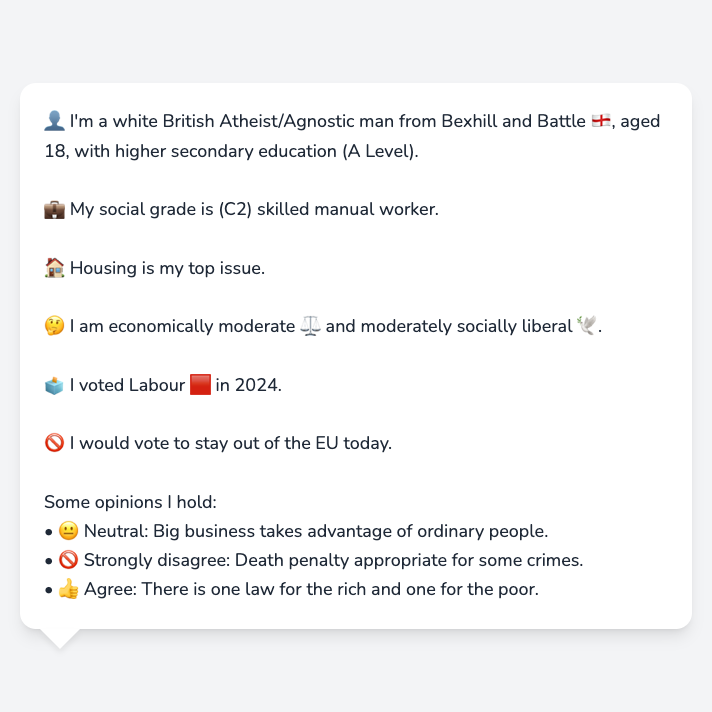 👤 I'm a white British Atheist/Agnostic man from Bexhill and Battle 🏴󠁧󠁢󠁥󠁮󠁧󠁿, aged
18, with higher secondary education (A Level).
💼 My social grade is (C2) skilled manual worker.
🏠 Housing is my top issue.
🤔 I am economically moderate ⚖️ and moderately socially liberal 🕊️.
🗳️ I voted Labour 🟥 in 2024.
🚫 I would vote to stay out of the EU today.
Some opinions I hold:
• 😐 Neutral: Big business takes advantage of ordinary people.
• 🚫 Strongly disagree: Death penalty appropriate for some crimes.
• 👍 Agree: There is one law for the rich and one for the poor.